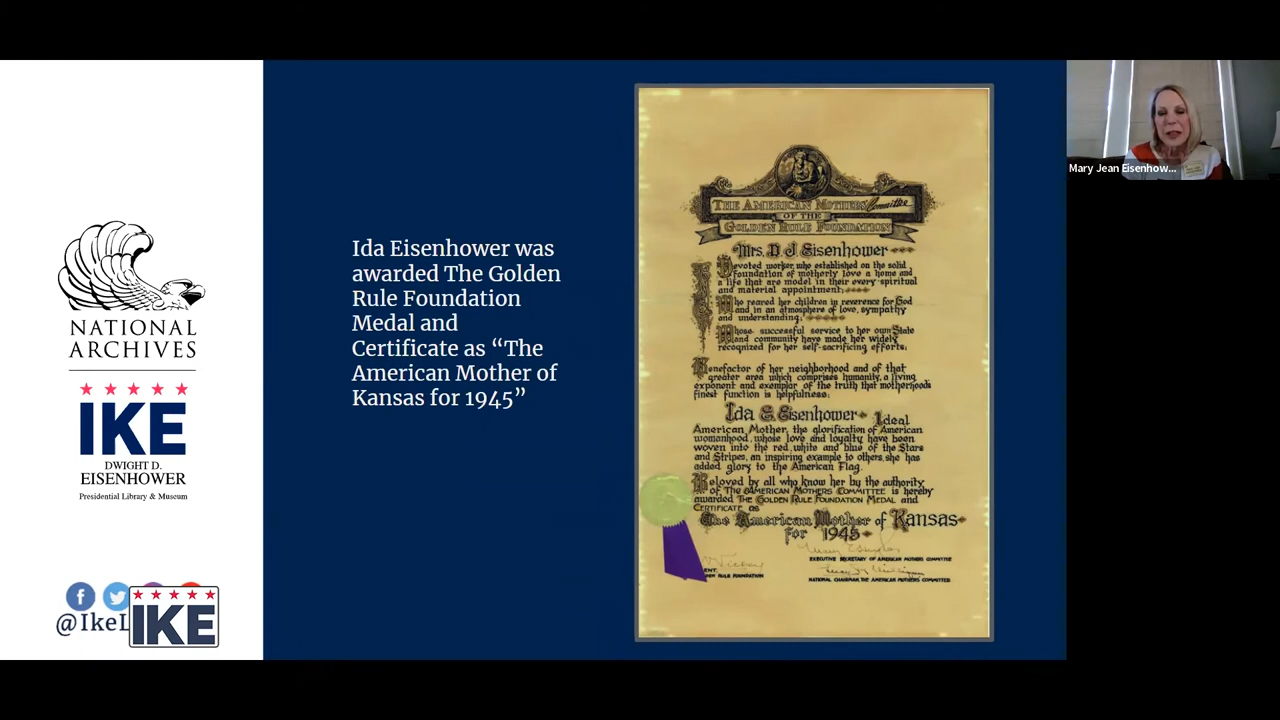 NATIONAL
ARCHIVES
IKE
DWIGHT D.
EISENHOWER
Presidential Library & Museum
@IkeL
IKE
Ida Eisenhower was
awarded The Golden
Rule Foundation
Medal and
Certificate as “The
American Mother of
Kansas for 1945”
THE AMERICAN MOTHERS Committee
OF THE
GOLDEN RULE FOUNDATION
Mrs. D. J. Eisenhower
Devoted worker, who established on the solid
foundation of motherly love a home and
a life that are model in their every spiritual
and material appointment;
Who reared her children in reverence for God
and in an atmosphere of love, sympathy
and understanding;
Whose successful service to her own State
and community have made her widely
recognized for her self-sacrificing efforts;
Benefactor of her neighborhood and of that
greater area which comprises humanity, a living
exponent and exemplar of the truth that motherhoods
finest function is helpfulness;
Ida E. Eisenhower Ideal
American Mother, the glorification of American
womanhood, whose love and loyalty have been
woven into the red, white and blue of the Stars
and Stripes, an inspiring example to others, she has
added glory to the American Flag.
Beloved by all who know her by the authority
of THE AMERICAN MOTHERS COMMITTEE is hereby
awarded THE GOLDEN RULE FOUNDATION MEDAL and
CERTIFICATE as
The American Mother of Kansas
for 1945
EXECUTIVE SECRETARY OF AMERICAN MOTHERS COMMITTEE
RULE FOUNDATION
NATIONAL CHAIRMAN, THE AMERICAN MOTHERS COMMITTEE
Mary Jean Eisenhow...